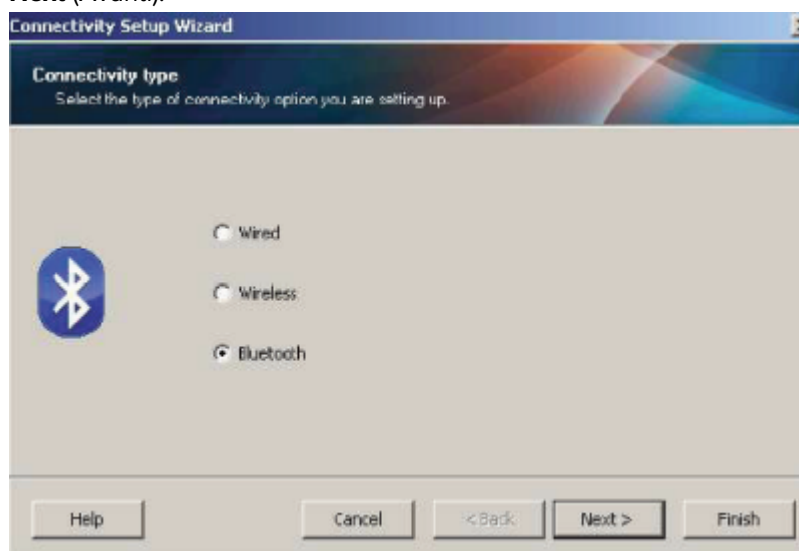 Connectivity Setup Wizard
Connectivity type
Select the type of connectivity option you are setting up.
Wired
Wireless
Bluetooth
Help
Cancel
< Back
Next >
Finish